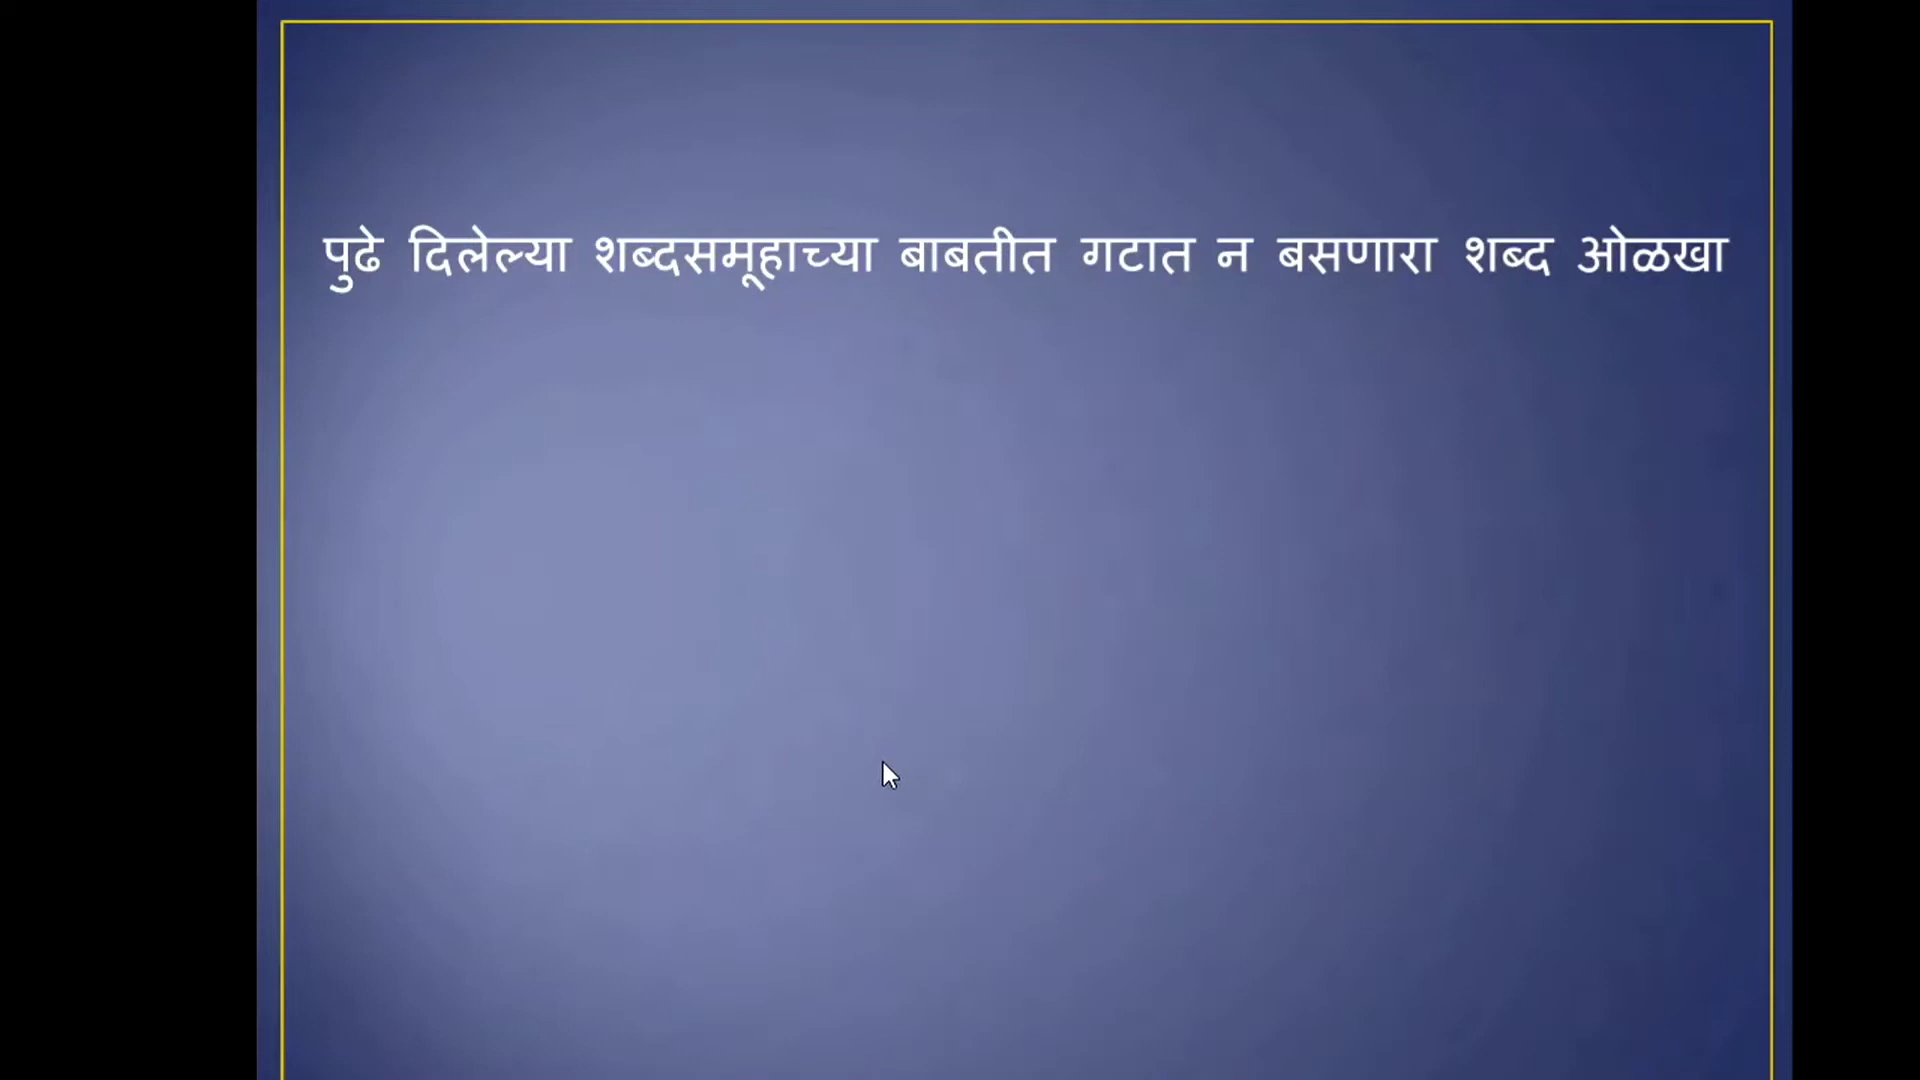 पुढे दिलेल्या शब्दसमूहाच्या बाबतीत गटात न बसणारा शब्द ओळखा